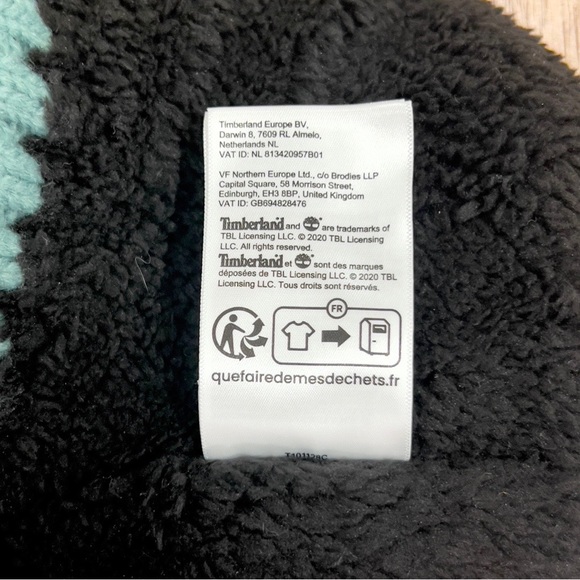 Timberland Europe BV,
Darwin 8, 7609 RL Almelo,
Netherlands NL
VAT ID: NL 813420957B01
VF Northern Europe Ltd., c/o Brodies LLP
Capital Square, 58 Morrison Street,
Edinburgh, EH3 8BP, United Kingdom
VAT ID: GB694828476
Timberland and are trademarks of
TBL Licensing LLC. © 2020 TBL Licensing
LLC. All rights reserved.
Timberland et sont des marques
déposées de TBL Licensing LLC. © 2020 TBL
Licensing LLC. Tous droits sont réservés.
FR
quefairedemesdechets.fr